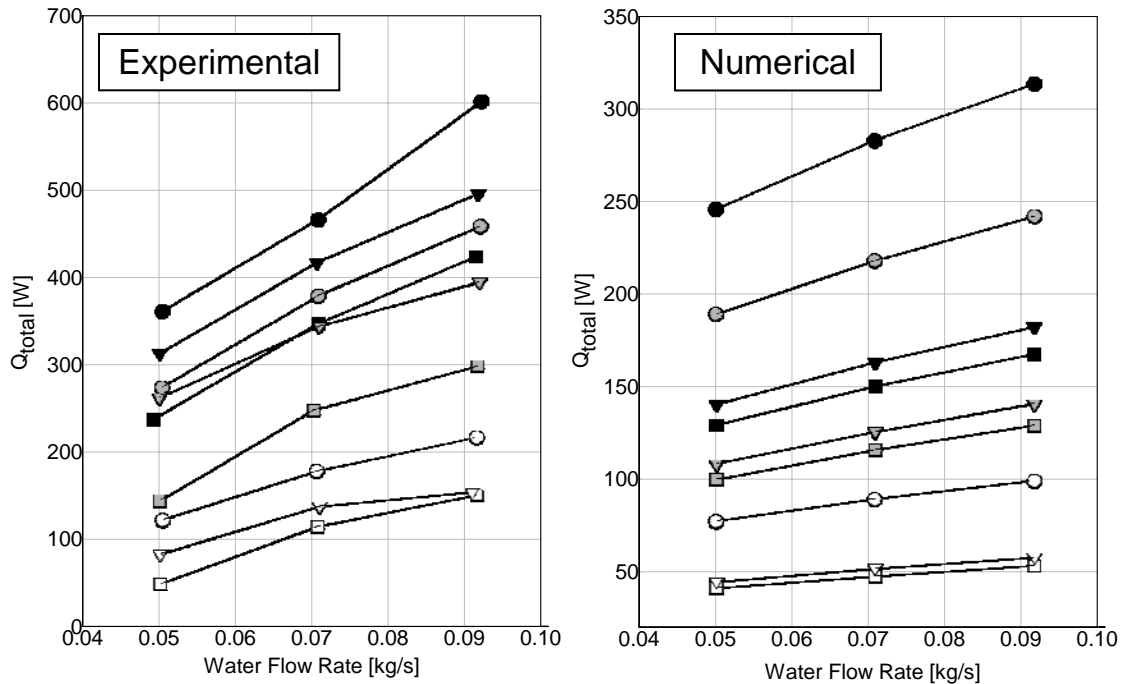 Experimental
700
600
500
400
300
200
100
0
Q_total [W]
0.04 0.05 0.06 0.07 0.08 0.09 0.10
Water Flow Rate [kg/s]
Numerical
350
300
250
200
150
100
50
Q_total [W]
0.04 0.05 0.06 0.07 0.08 0.09 0.10
Water Flow Rate [kg/s]